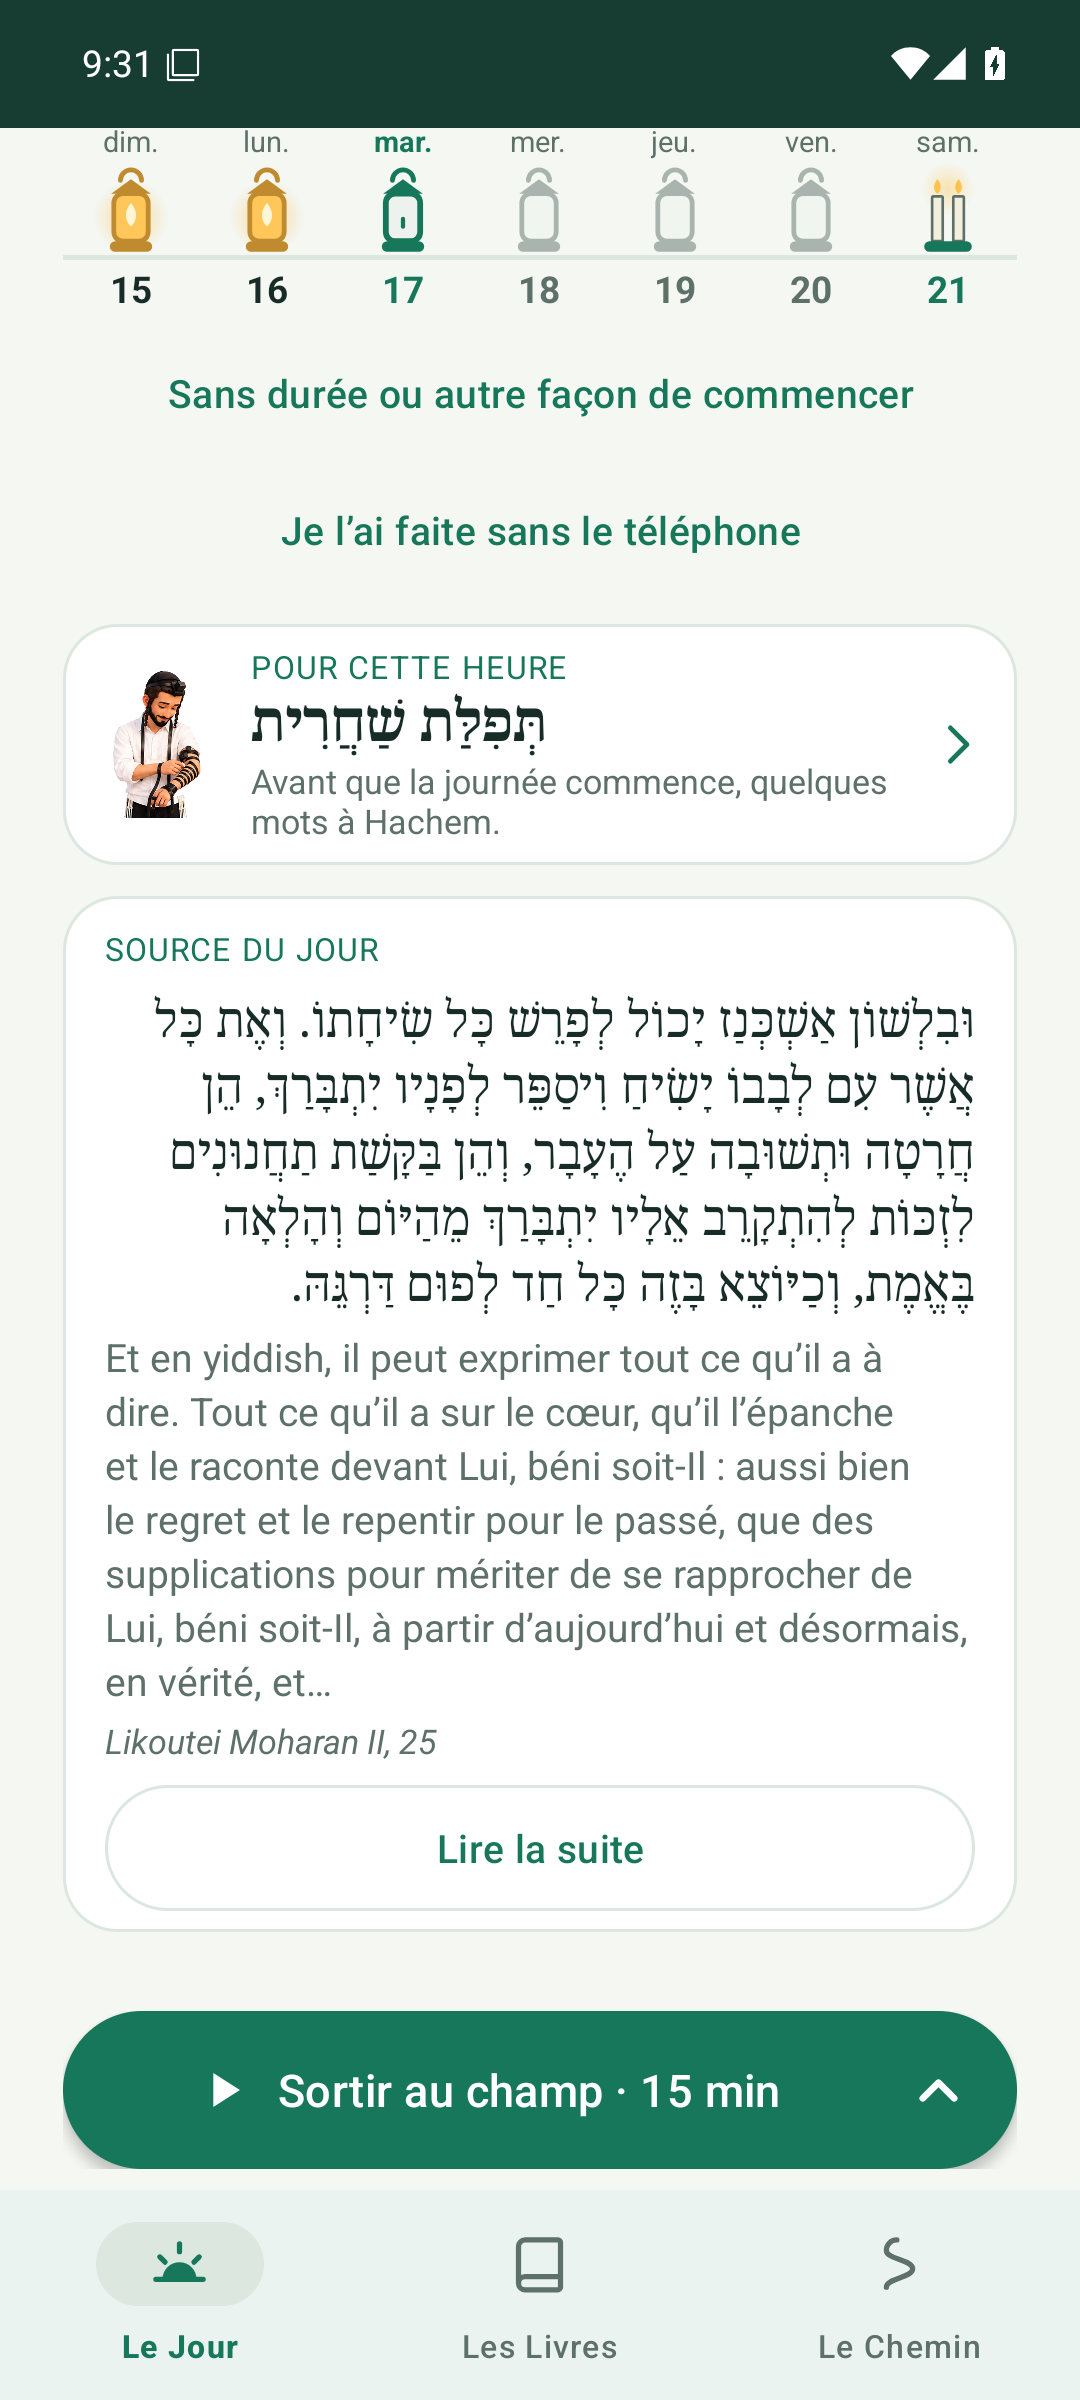 9:31
dim. lun. mar. mer. jeu. ven. sam.
15 16 17 18 19 20 21
Sans durée ou autre façon de commencer
Je l’ai faite sans le téléphone
POUR CETTE HEURE
תְּפִלַּת שַׁחֲרִית
Avant que la journée commence, quelques
mots à Hachem.
SOURCE DU JOUR
וּבִלְשׁוֹן אַשְׁכְּנַז יָכוֹל לְפָרֵשׁ כָּל שִׂיחָתוֹ. וְאֶת כָּל
אֲשֶׁר עִם לְבָבוֹ יָשִׂיחַ וִיסַפֵּר לְפָנָיו יִתְבָּרַךְ, הֵן
חֲרָטָה וּתְשׁוּבָה עַל הֶעָבָר, וְהֵן בַּקָּשַׁת תַּחֲנוּנִים
לִזְכּוֹת לְהִתְקָרֵב אֵלָיו יִתְבָּרַךְ מֵהַיּוֹם וְהָלְאָה
בֶּאֱמֶת, וְכַיּוֹצֵא בָּזֶה כָּל חַד לְפוּם דַּרְגֵּהּ.
Et en yiddish, il peut exprimer tout ce qu’il a à
dire. Tout ce qu’il a sur le cœur, qu’il l’épanche
et le raconte devant Lui, béni soit-Il : aussi bien
le regret et le repentir pour le passé, que des
supplications pour mériter de se rapprocher de
Lui, béni soit-Il, à partir d’aujourd’hui et désormais,
en vérité, et…
Likoutei Moharan II, 25
Lire la suite
Sortir au champ · 15 min
Le Jour Les Livres Le Chemin